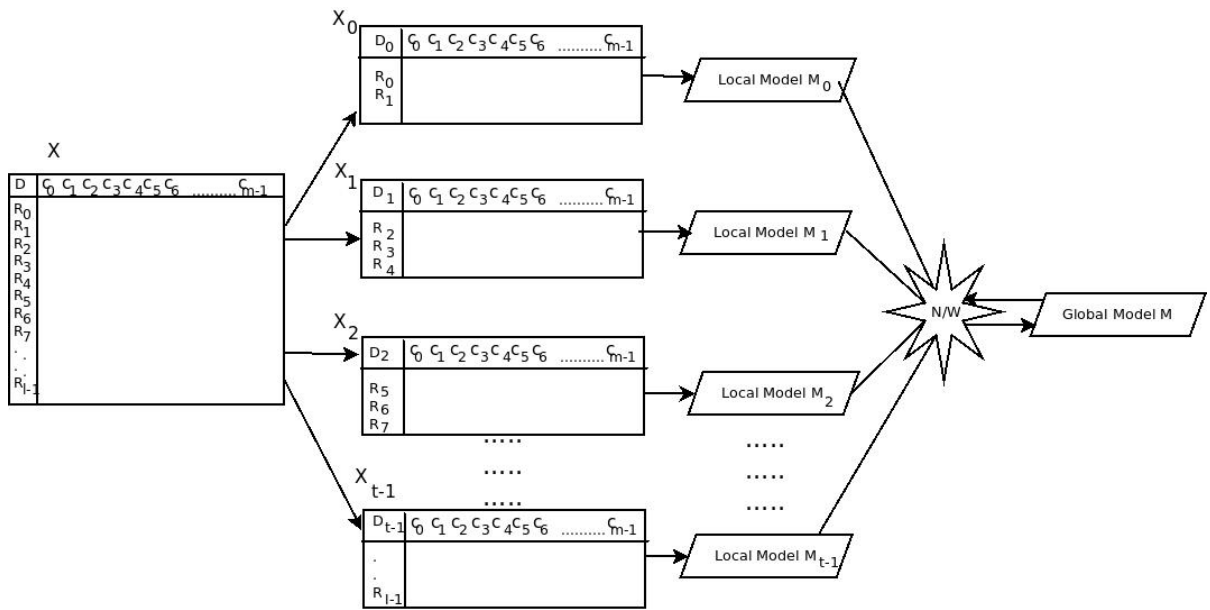 X
D c0 c1 c2 c3 c4 c5 c6 .......... cm-1
R0
R1
R2
R3
R4
R5
R6
R7
. .
. .
Rl-1
X0
D0 c0 c1 c2 c3 c4 c5 c6 .......... cm-1
R0
R1
Local Model M0
X1
D1 c0 c1 c2 c3 c4 c5 c6 .......... cm-1
R2
R3
R4
Local Model M1
X2
D2 c0 c1 c2 c3 c4 c5 c6 .......... cm-1
R5
R6
R7
Local Model M2
..... .....
..... .....
..... .....
Xt-1
Dt-1 c0 c1 c2 c3 c4 c5 c6 .......... cm-1
.
.
Rl-1
Local Model Mt-1
N/W
Global Model M